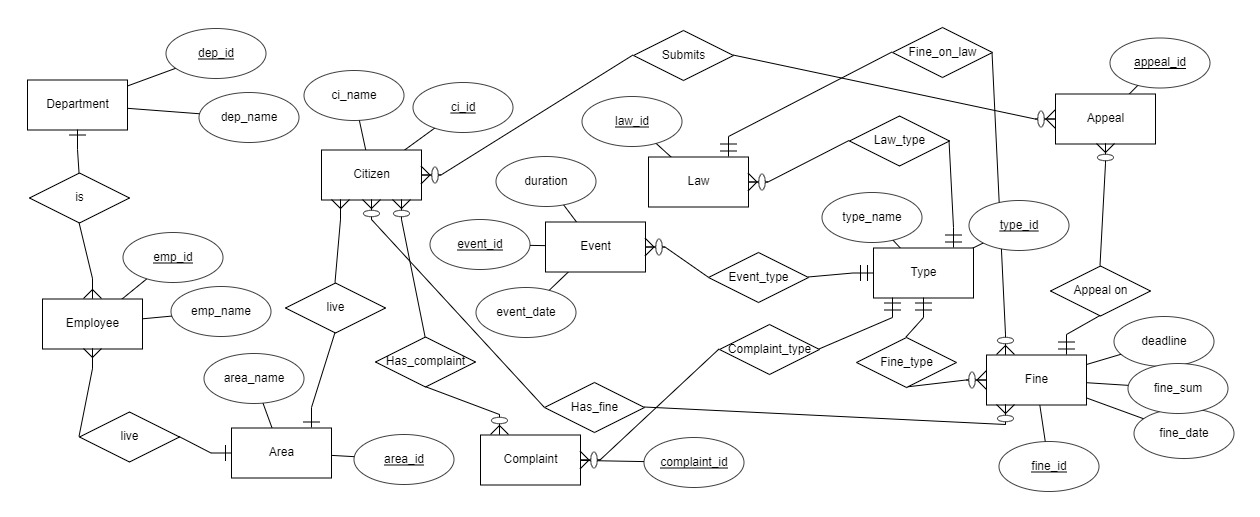 dep_id
Submits
Fine_on_law
appeal_id
Department
ci_name
ci_id
dep_name
law_id
Appeal
Law_type
Citizen
duration
Law
is
type_name
type_id
event_id
Event
emp_id
Event_type
Type
Appeal on
emp_name
live
event_date
Employee
deadline
Complaint_type
Has_complaint
Fine_type
area_name
Fine
fine_sum
Has_fine
live
fine_date
Area
area_id
Complaint
complaint_id
fine_id